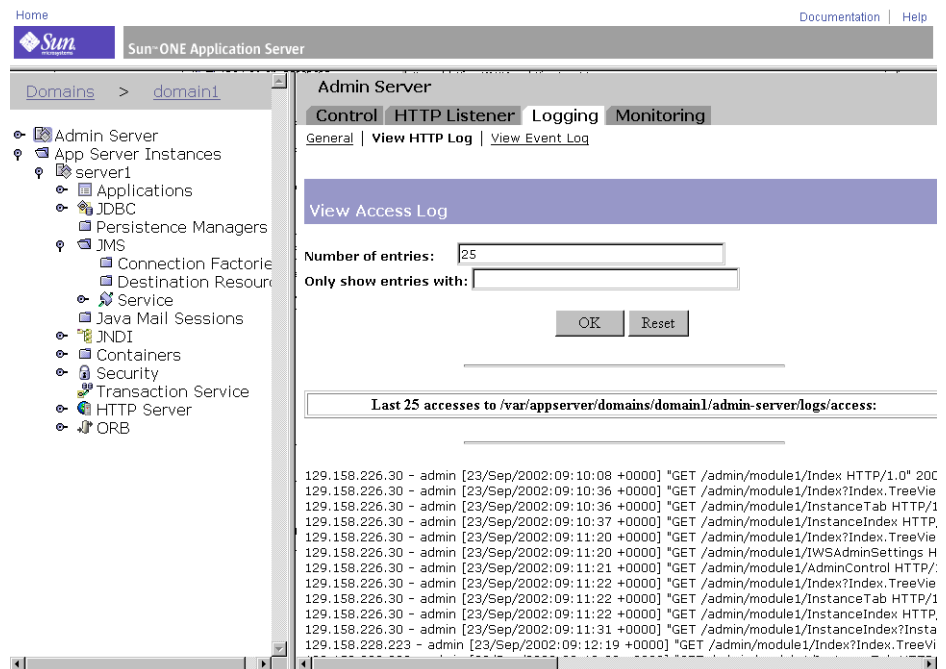 Home
Documentation | Help
Sun
microsystems
Sun™ ONE Application Server
Domains > domain1
Admin Server
App Server Instances
server1
Applications
JDBC
Persistence Managers
JMS
Connection Factorie
Destination Resour
Service
Java Mail Sessions
JNDI
Containers
Security
Transaction Service
HTTP Server
ORB
Admin Server
Control HTTP Listener Logging Monitoring
General | View HTTP Log | View Event Log
View Access Log
Number of entries: 25
Only show entries with:
OK Reset
Last 25 accesses to /var/appserver/domains/domain1/admin-server/logs/access:
129.158.226.30 - admin [23/Sep/2002:09:10:08 +0000] "GET /admin/module1/Index HTTP/1.0" 200
129.158.226.30 - admin [23/Sep/2002:09:10:36 +0000] "GET /admin/module1/Index?Index.TreeVie
129.158.226.30 - admin [23/Sep/2002:09:10:36 +0000] "GET /admin/module1/InstanceTab HTTP/1
129.158.226.30 - admin [23/Sep/2002:09:10:37 +0000] "GET /admin/module1/InstanceIndex HTTP,
129.158.226.30 - admin [23/Sep/2002:09:11:20 +0000] "GET /admin/module1/Index?Index.TreeVie
129.158.226.30 - admin [23/Sep/2002:09:11:20 +0000] "GET /admin/module1/IWSAdminSettings H
129.158.226.30 - admin [23/Sep/2002:09:11:21 +0000] "GET /admin/module1/AdminControl HTTP/
129.158.226.30 - admin [23/Sep/2002:09:11:22 +0000] "GET /admin/module1/Index?Index.TreeVie
129.158.226.30 - admin [23/Sep/2002:09:11:22 +0000] "GET /admin/module1/InstanceTab HTTP/1
129.158.226.30 - admin [23/Sep/2002:09:11:22 +0000] "GET /admin/module1/InstanceIndex HTTP,
129.158.226.30 - admin [23/Sep/2002:09:11:31 +0000] "GET /admin/module1/InstanceIndex?Insta
129.158.228.223 - admin [23/Sep/2002:09:12:19 +0000] "GET /admin/module1/Index?Index.TreeVi